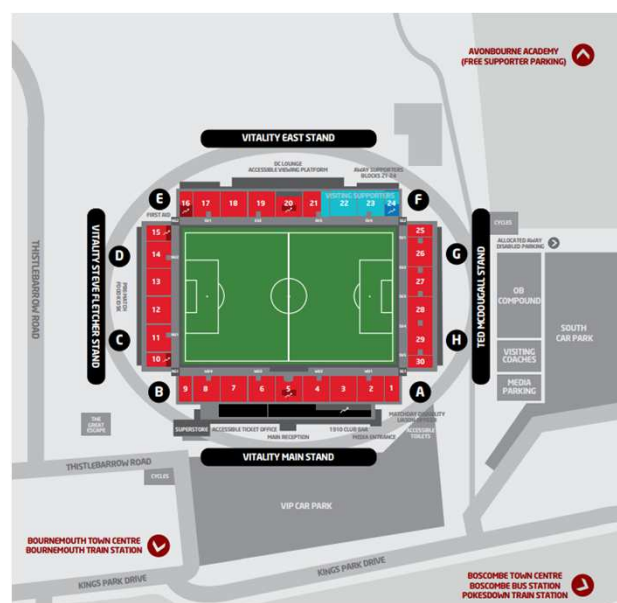 AVONBOURNE ACADEMY
(FREE SUPPORTER PARKING)
VITALITY EAST STAND
DC LOUNGE
ACCESSIBLE VIEWING PLATFORM
AWAY SUPPORTERS
VISITING SUPPORTERS
E
16 17 18 19 20 21 22 23 24
F
FIRST AID
15
14
13
12
11
10
D
C
VITALITY STEVE FLETCHER STAND
THISTLEBARROW ROAD
25
26
27
28
29
30
G
H
TED MCDOUGALL STAND
CYCLES
ALLOCATED AWAY
DISABLED PARKING
OB
COMPOUND
VISITING
COACHES
MEDIA
PARKING
SOUTH
CAR PARK
B
9 8 7 6 5 4 3 2 1
A
THE
GREAT
ESCAPE
SUPERSTORE
ACCESSIBLE TICKET OFFICE
MAIN RECEPTION
1910 CLUB BAR
MEDIA ENTRANCE
ACCESSIBLE
TOILETS
VITALITY MAIN STAND
THISTLEBARROW ROAD
CYCLES
VIP CAR PARK
BOURNEMOUTH TOWN CENTRE
BOURNEMOUTH TRAIN STATION
KINGS PARK DRIVE
KINGS PARK DRIVE
BOSCOMBE TOWN CENTRE
BOSCOMBE BUS STATION
POKESDOWN TRAIN STATION